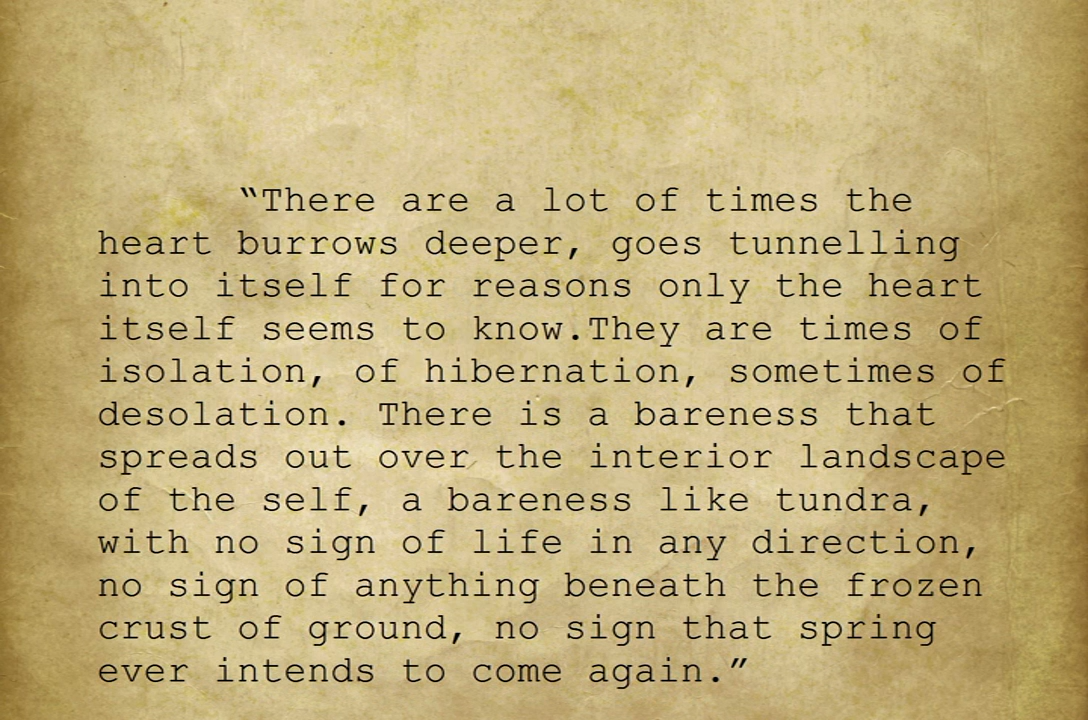 “There are a lot of times the
heart burrows deeper, goes tunnelling
into itself for reasons only the heart
itself seems to know.They are times of
isolation, of hibernation, sometimes of
desolation. There is a bareness that
spreads out over the interior landscape
of the self, a bareness like tundra,
with no sign of life in any direction,
no sign of anything beneath the frozen
crust of ground, no sign that spring
ever intends to come again.”